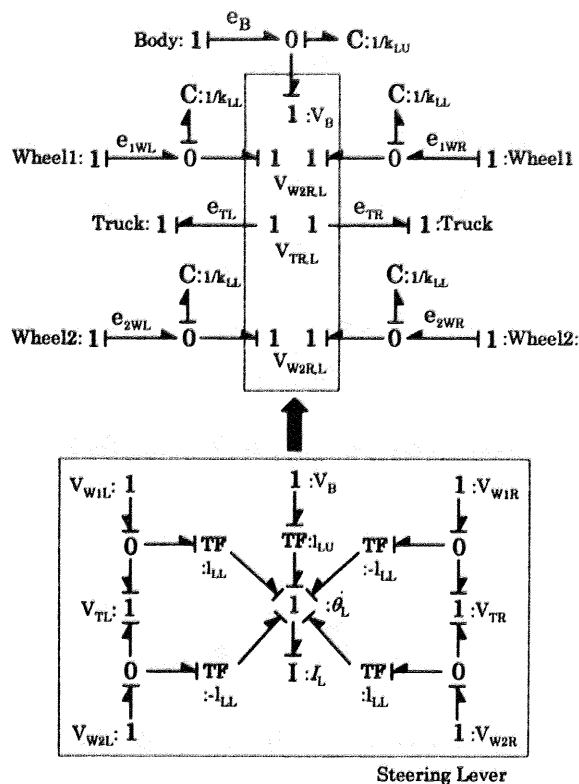 e_B
Body: 1 0 C:1/k_LU
C:1/k_LL C:1/k_LL
1 :V_B
Wheel1: 1 e_1WL 0 1 1 0 e_1WR 1 :Wheel1
V_W2R,L
Truck: 1 e_TL 1 1 e_TR 1 :Truck
V_TR,L
C:1/k_LL C:1/k_LL
Wheel2: 1 e_2WL 0 1 1 0 e_2WR 1 :Wheel2:
V_W2R,L
V_W1L: 1 1 :V_B 1 :V_W1R
0 TF TF:l_LU TF 0
:l_LL :-l_LL
V_TL: 1 1 :θ̇_L 1 :V_TR
0 TF I :I_L TF 0
:-l_LL :l_LL
V_W2L: 1 1 :V_W2R
Steering Lever